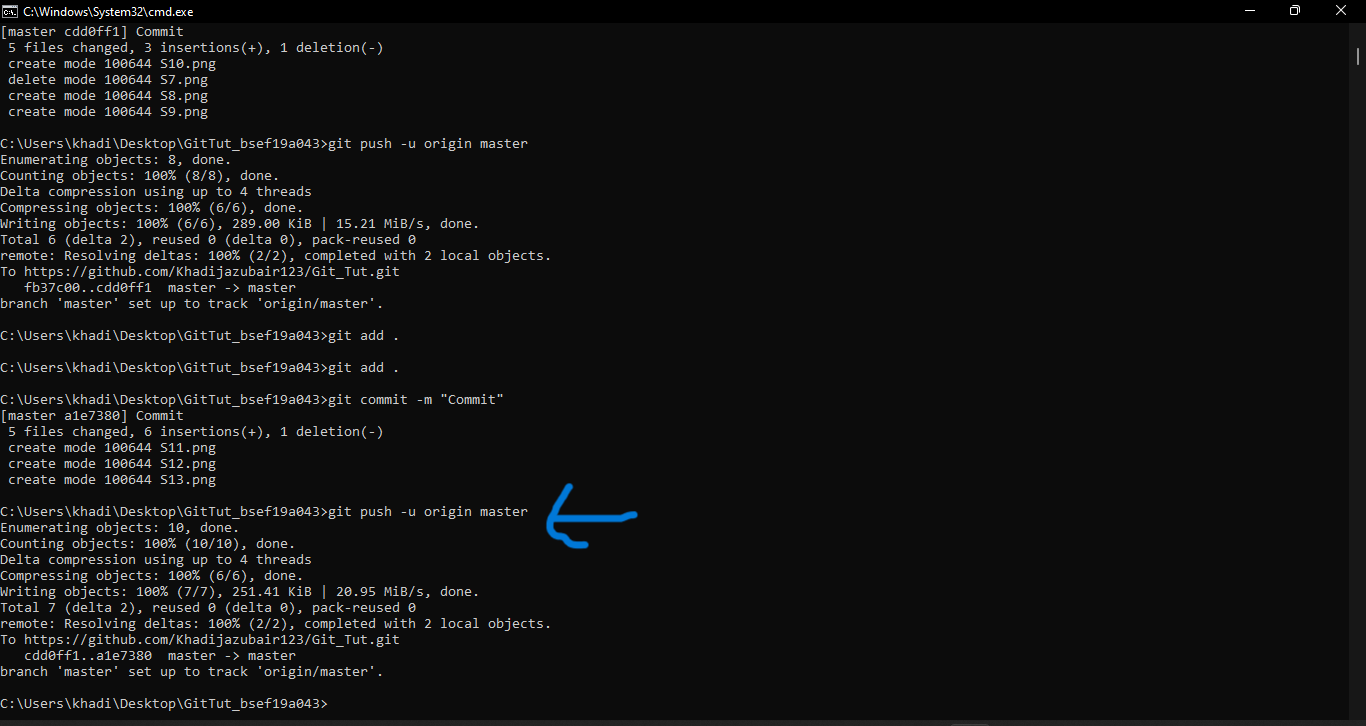 C:\Windows\System32\cmd.exe
[master cdd0ff1] Commit
 5 files changed, 3 insertions(+), 1 deletion(-)
 create mode 100644 S10.png
 delete mode 100644 S7.png
 create mode 100644 S8.png
 create mode 100644 S9.png
C:\Users\khadi\Desktop\GitTut_bsef19a043>git push -u origin master
Enumerating objects: 8, done.
Counting objects: 100% (8/8), done.
Delta compression using up to 4 threads
Compressing objects: 100% (6/6), done.
Writing objects: 100% (6/6), 289.00 KiB | 15.21 MiB/s, done.
Total 6 (delta 2), reused 0 (delta 0), pack-reused 0
remote: Resolving deltas: 100% (2/2), completed with 2 local objects.
To https://github.com/Khadijazubair123/Git_Tut.git
   fb37c00..cdd0ff1  master -> master
branch 'master' set up to track 'origin/master'.
C:\Users\khadi\Desktop\GitTut_bsef19a043>git add .
C:\Users\khadi\Desktop\GitTut_bsef19a043>git add .
C:\Users\khadi\Desktop\GitTut_bsef19a043>git commit -m "Commit"
[master a1e7380] Commit
 5 files changed, 6 insertions(+), 1 deletion(-)
 create mode 100644 S11.png
 create mode 100644 S12.png
 create mode 100644 S13.png
C:\Users\khadi\Desktop\GitTut_bsef19a043>git push -u origin master
Enumerating objects: 10, done.
Counting objects: 100% (10/10), done.
Delta compression using up to 4 threads
Compressing objects: 100% (6/6), done.
Writing objects: 100% (7/7), 251.41 KiB | 20.95 MiB/s, done.
Total 7 (delta 2), reused 0 (delta 0), pack-reused 0
remote: Resolving deltas: 100% (2/2), completed with 2 local objects.
To https://github.com/Khadijazubair123/Git_Tut.git
   cdd0ff1..a1e7380  master -> master
branch 'master' set up to track 'origin/master'.
C:\Users\khadi\Desktop\GitTut_bsef19a043>